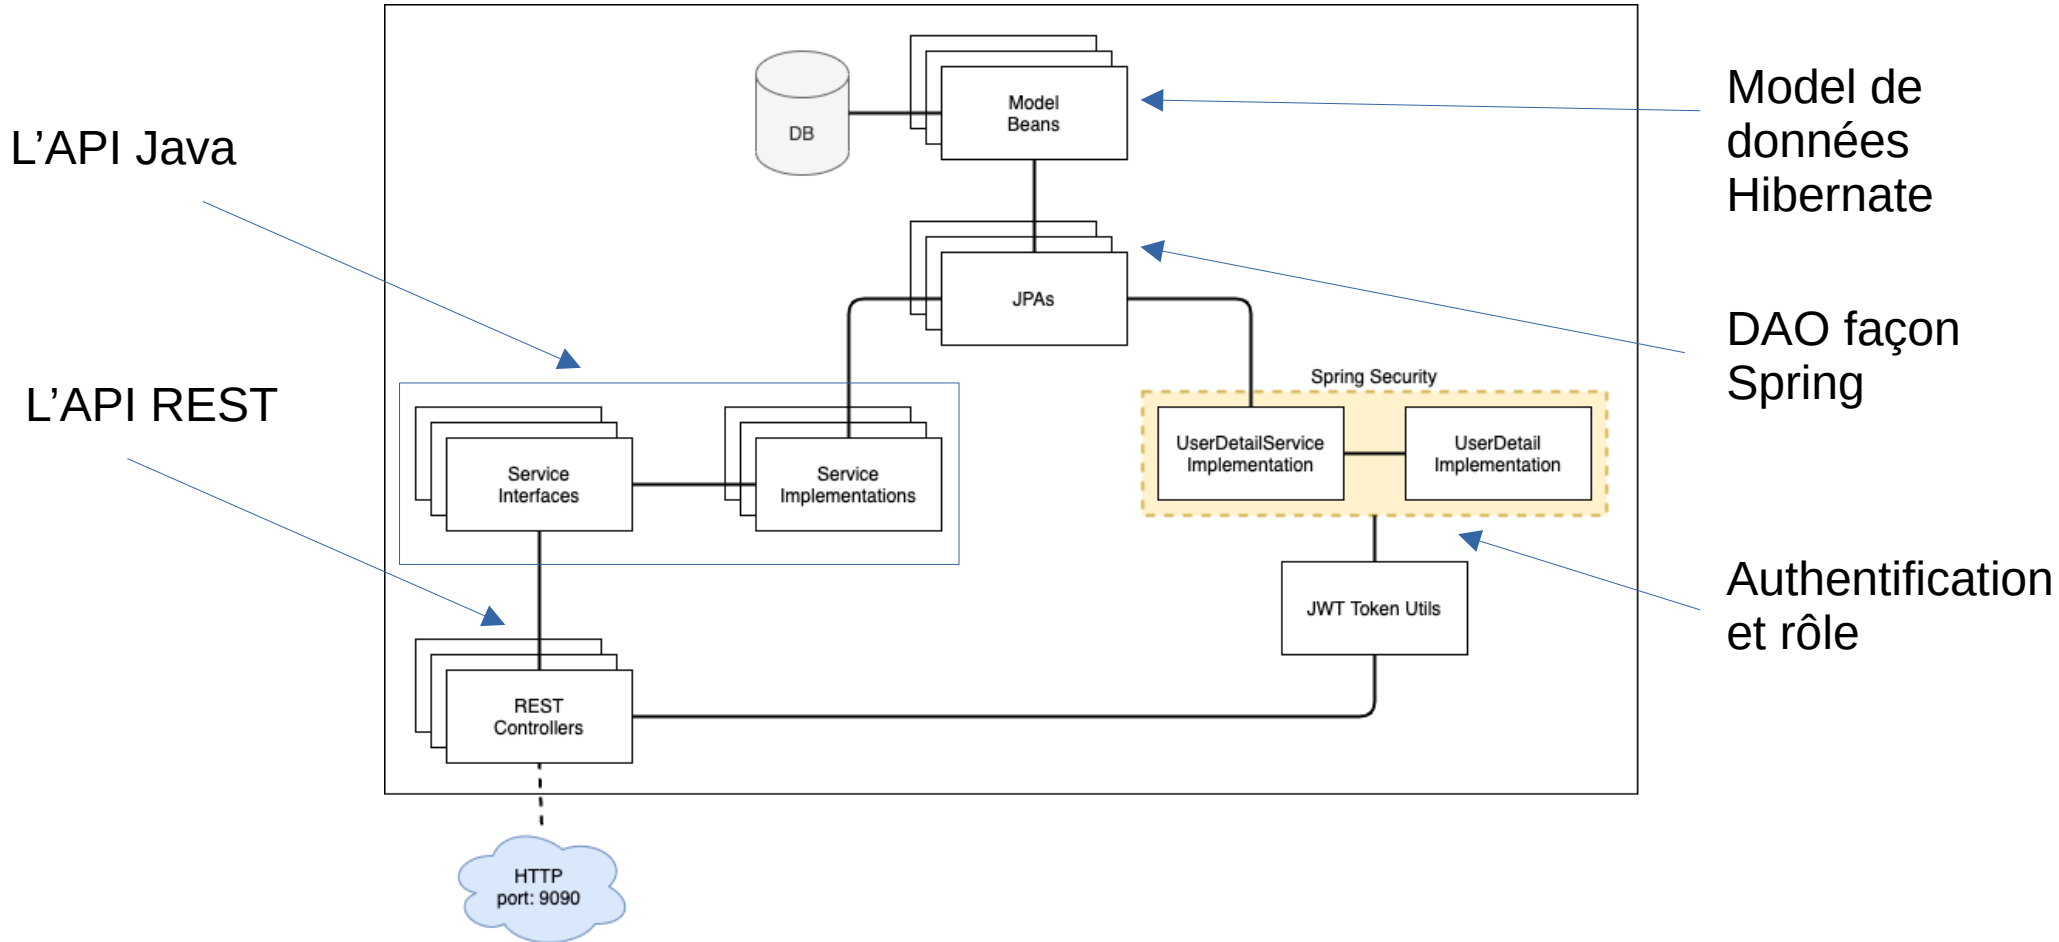 L’API Java
L’API REST
DB
Model
Beans
JPAs
Service
Interfaces
Service
Implementations
Spring Security
UserDetailService
Implementation
UserDetail
Implementation
JWT Token Utils
REST
Controllers
HTTP
port: 9090
Model de
données
Hibernate
DAO façon
Spring
Authentification
et rôle